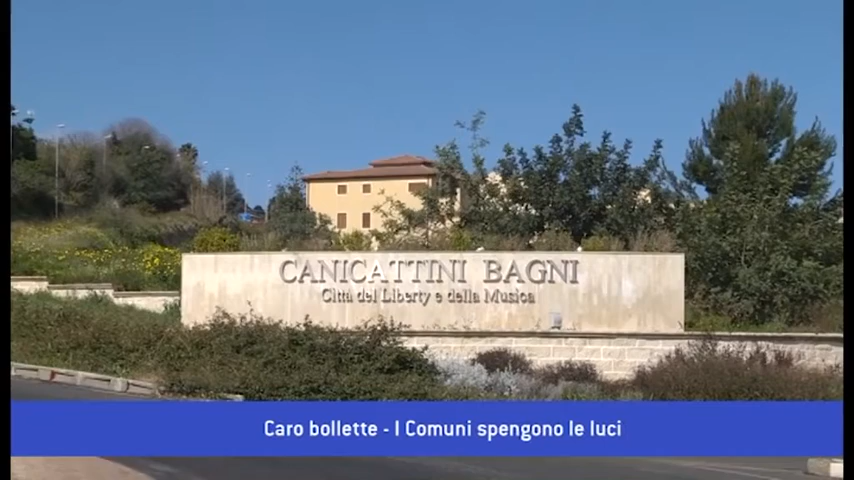 CANICATTINI BAGNI
Città del Liberty e della Musica
Caro bollette - I Comuni spengono le luci